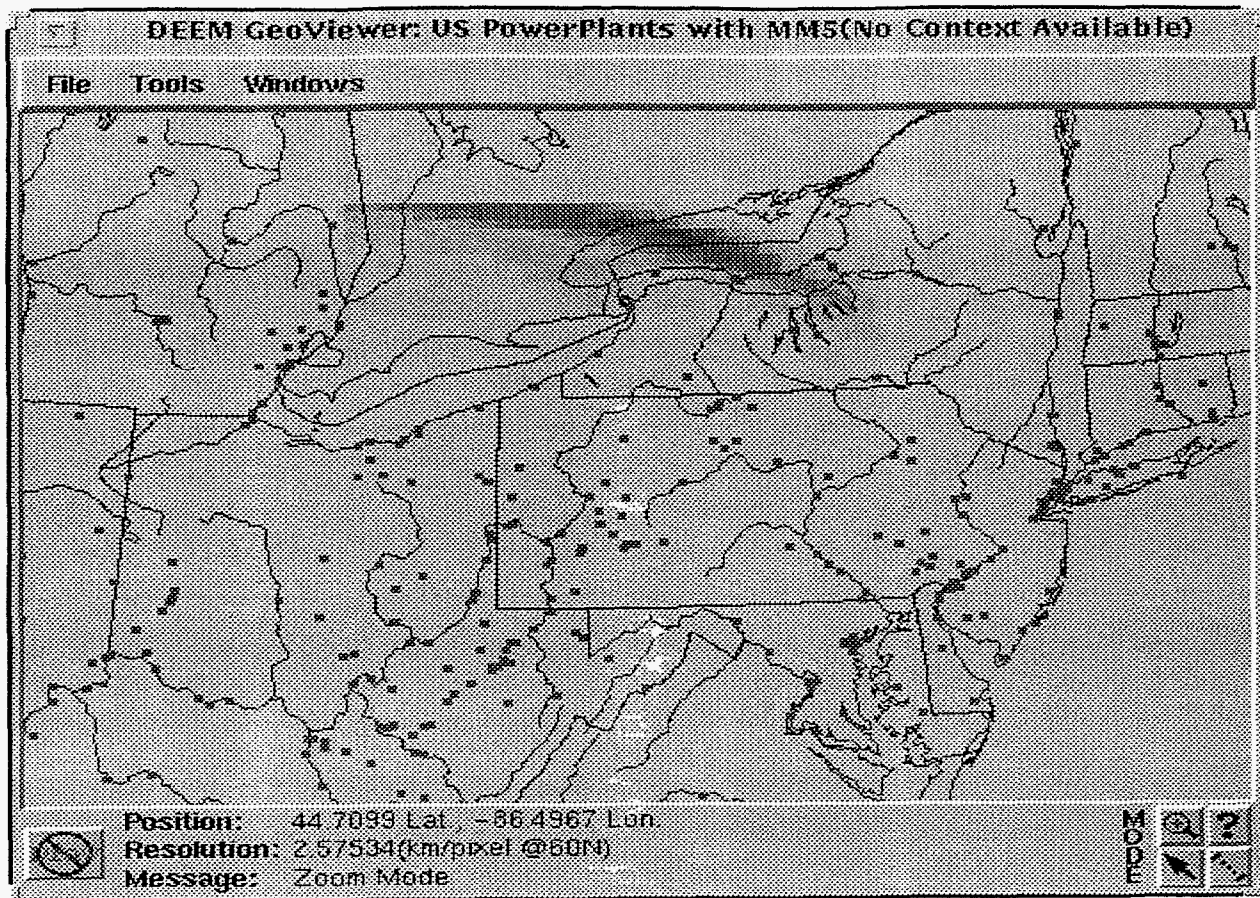 DEEM GeoViewer: US PowerPlants with MM5(No Context Available)
File Tools Windows
Position: 44.7099 Lat., -86.4967 Lon.
Resolution: 2.57534(km/pixel @60N)
Message: Zoom Mode
MODE
?